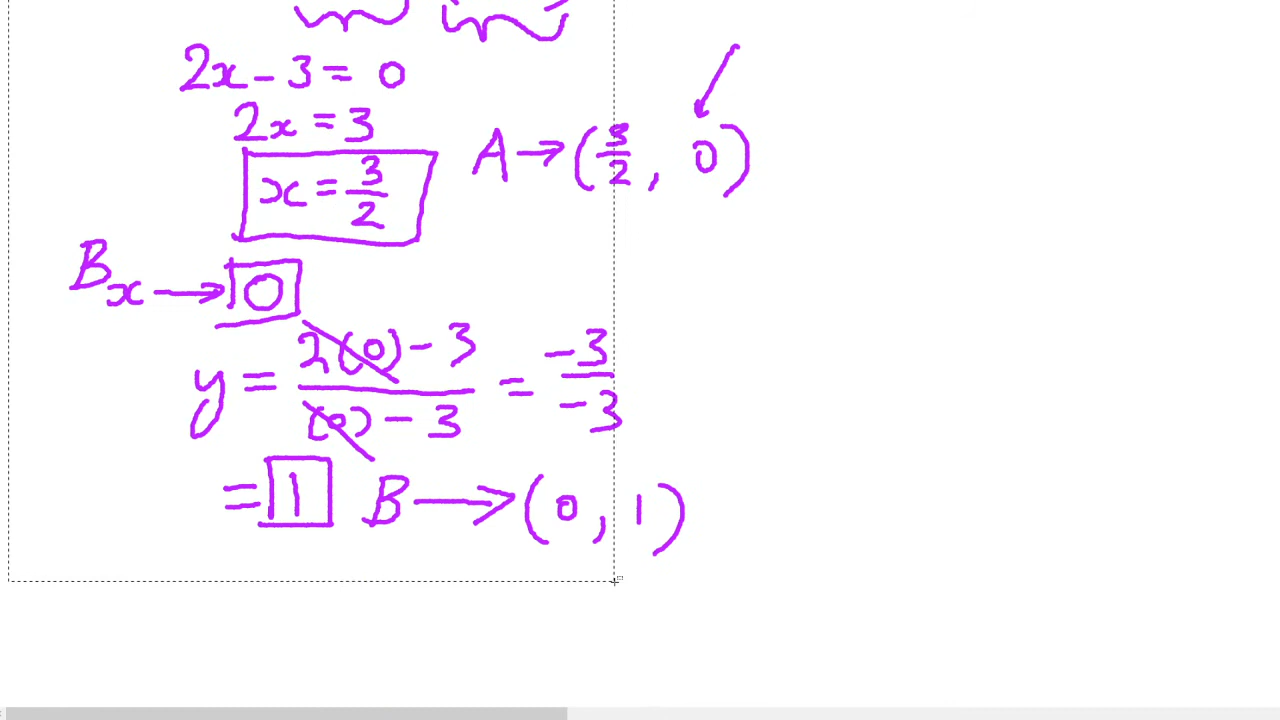 2x - 3 = 0
2x = 3
x = 3/2 A → (3/2, 0)
Bx → 0
y = (2(0) - 3)/((0) - 3) = -3/-3
= 1 B → (0, 1)